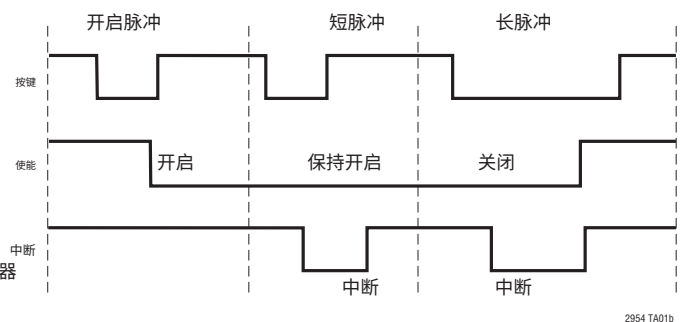 开启脉冲 短脉冲 长脉冲
按键
使能 开启 保持开启 关闭
中断
器
中断 中断
2954 TA01b